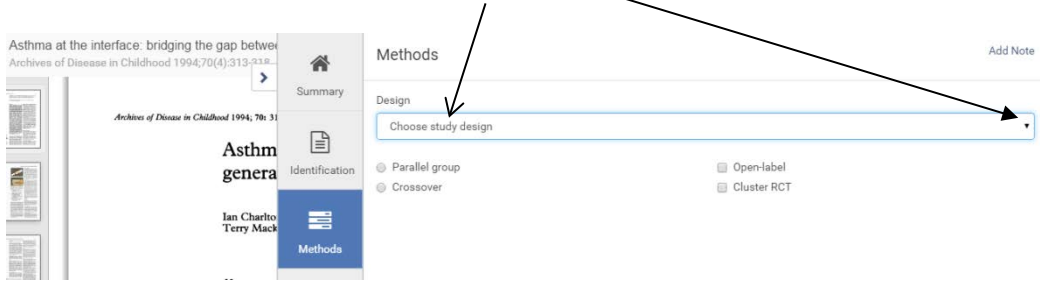 Asthma at the interface: bridging the gap betwee
Archives of Disease in Childhood 1994;70(4):313-318
Archives of Disease in Childhood 1994; 70: 31
Asthm
genera
Ian Charlto
Terry Mack
Summary
Identification
Methods
Methods
Add Note
Design
Choose study design
Parallel group
Open-label
Crossover
Cluster RCT